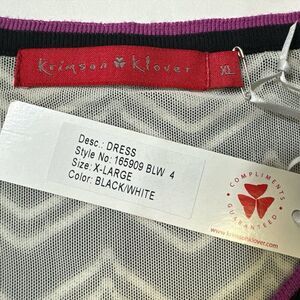 Krimson Klover
XL
Desc.: DRESS
Style No: 165909 BLW 4
Size: X-LARGE
Color: BLACK/WHITE
COMPLIMENTS
GUARANTEED
www.krimsonklover.com